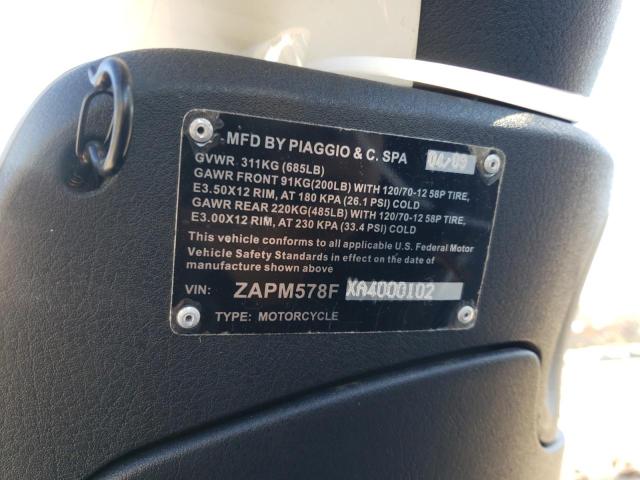 MFD BY PIAGGIO & C. SPA 04/09
GVWR 311KG (685LB)
GAWR FRONT 91KG(200LB) WITH 120/70-12 58P TIRE,
E3.50X12 RIM, AT 180 KPA (26.1 PSI) COLD
GAWR REAR 220KG(485LB) WITH 120/70-12 58P TIRE,
E3.00X12 RIM, AT 230 KPA (33.4 PSI) COLD
This vehicle conforms to all applicable U.S. Federal Motor
Vehicle Safety Standards in effect on the date of
manufacture shown above
VIN: ZAPM578F XA4000102
TYPE: MOTORCYCLE